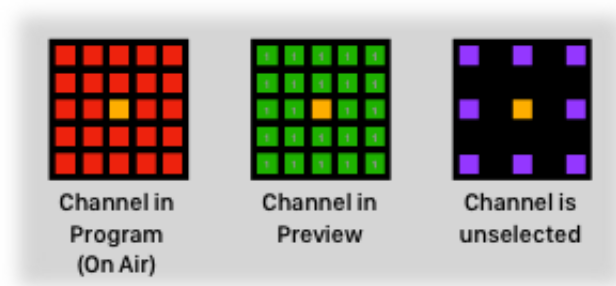 Channel in
Program
(On Air)
Channel in
Preview
Channel is
unselected